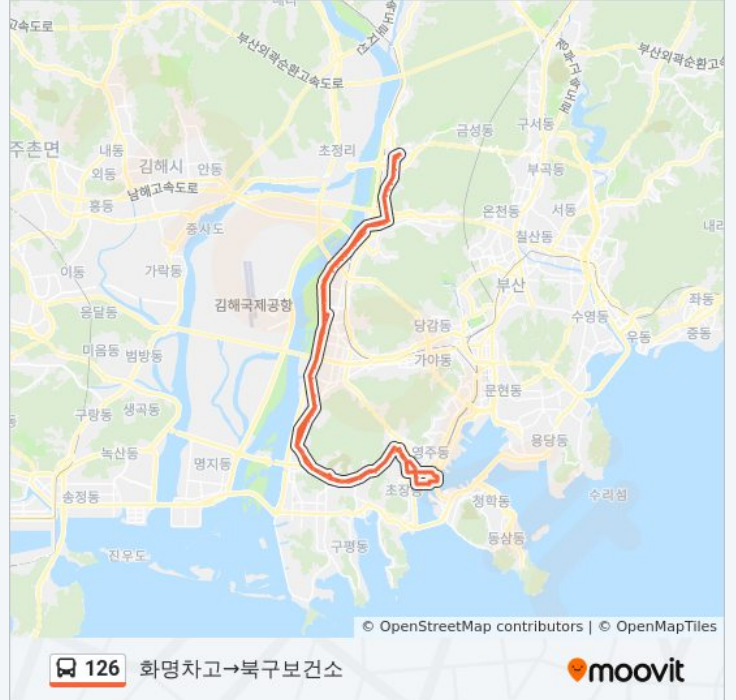 고속도로
부산외곽순환고속도로
부산외곽순환고
금성동
구서동
주촌면
내동
초정리
김해시
안동
외동
부곡동
남해고속도로
흥동
온천동
서동
중사도
칠산동
이동
가락동
부산
김해국제공항
좌동
응달동
수영동
당감동
우동
중동
미음동
범방동
가야동
문현동
구랑동
생곡동
용당동
녹산동
영주동
명지동
초장동
송정동
청학동
수리섬
동삼동
구평동
진우도
© OpenStreetMap contributors | © OpenMapTiles
126 화명차고→북구보건소
moovit